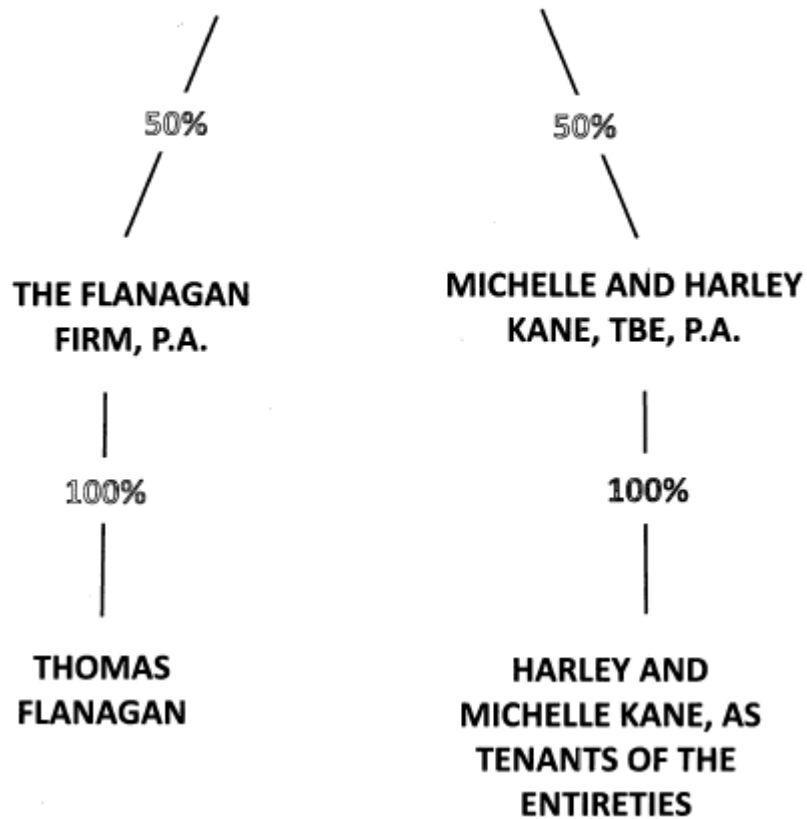 50%
50%
THE FLANAGAN
FIRM, P.A.
MICHELLE AND HARLEY
KANE, TBE, P.A.
100%
100%
THOMAS
FLANAGAN
HARLEY AND
MICHELLE KANE, AS
TENANTS OF THE
ENTIRETIES